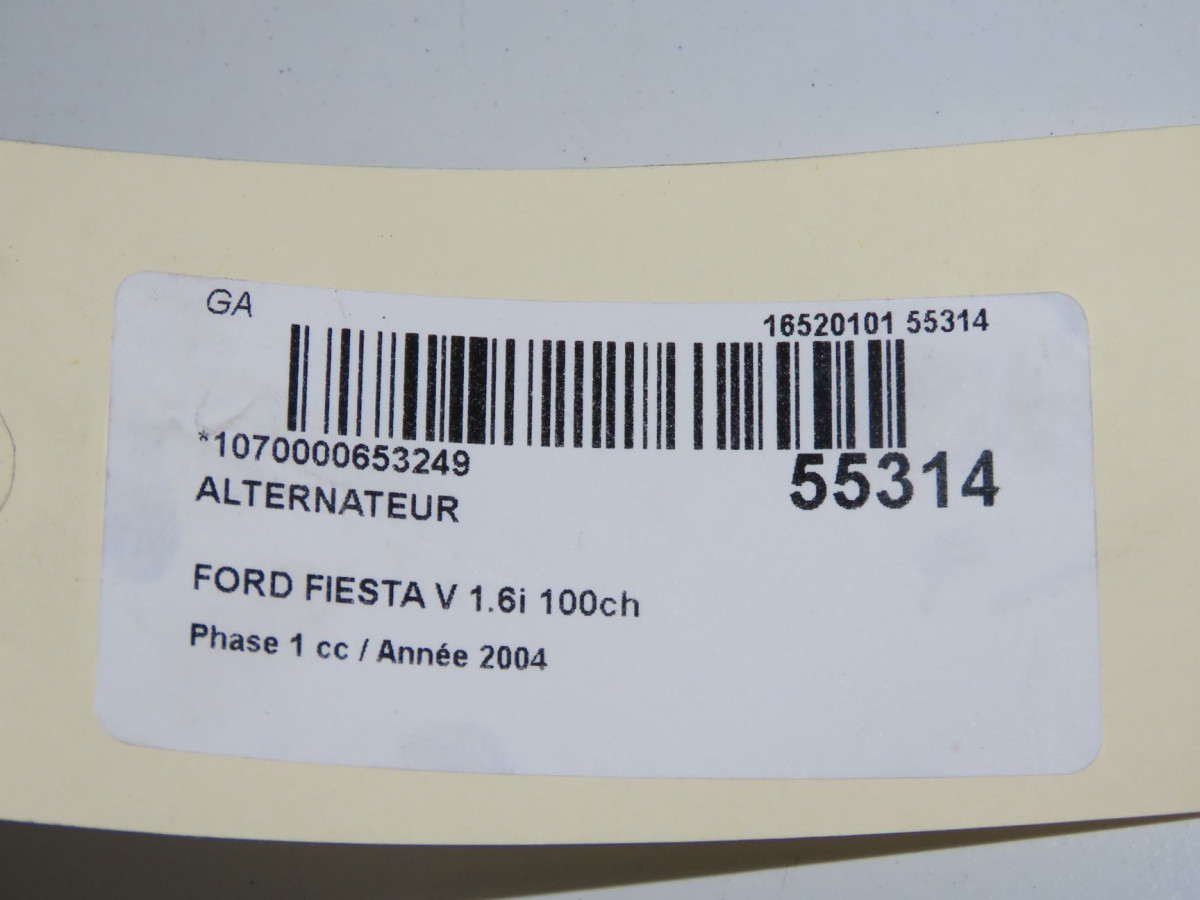 GA
16520101 55314
*1070000653249
55314
ALTERNATEUR
FORD FIESTA V 1.6i 100ch
Phase 1 cc / Année 2004